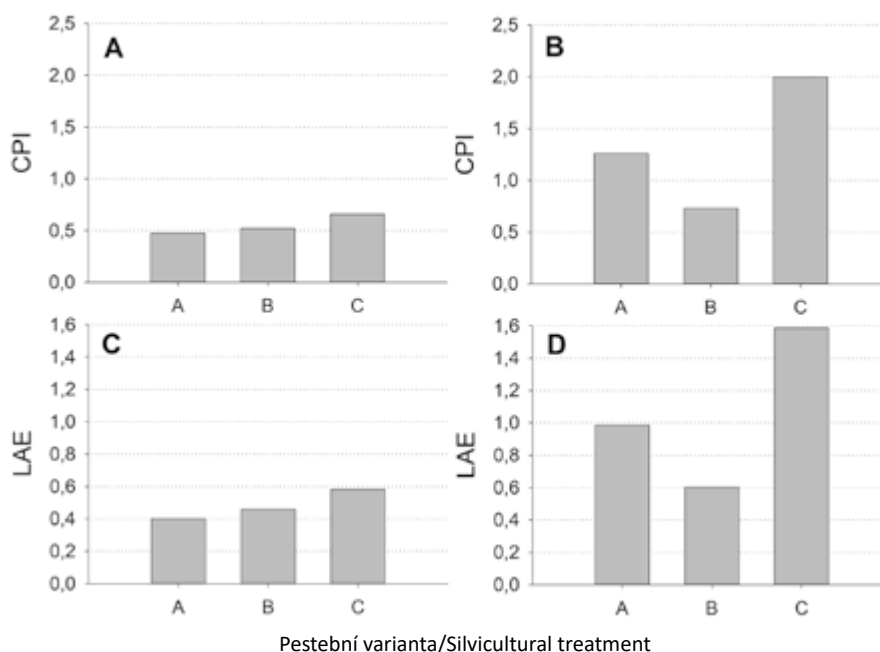 A
CPI
2,5
2,0
1,5
1,0
0,5
0,0
A B C
B
CPI
2,5
2,0
1,5
1,0
0,5
0,0
A B C
C
LAE
1,6
1,4
1,2
1,0
0,8
0,6
0,4
0,2
0,0
A B C
D
LAE
1,6
1,4
1,2
1,0
0,8
0,6
0,4
0,2
0,0
A B C
Pestební varianta/Silvicultural treatment